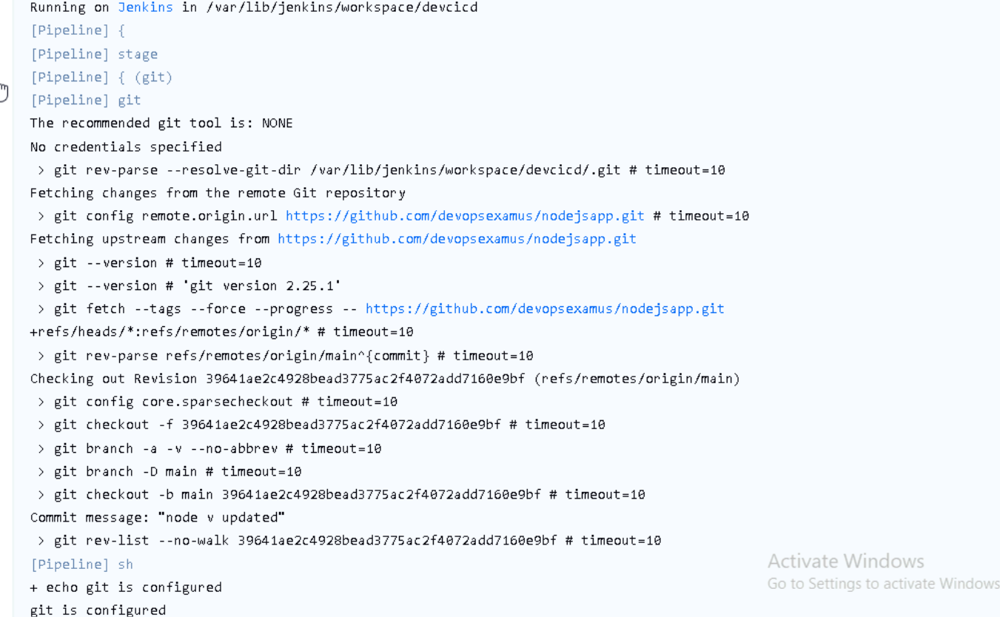 Running on Jenkins in /var/lib/jenkins/workspace/devcicd
[Pipeline] {
[Pipeline] stage
[Pipeline] { (git)
[Pipeline] git
The recommended git tool is: NONE
No credentials specified
 > git rev-parse --resolve-git-dir /var/lib/jenkins/workspace/devcicd/.git # timeout=10
Fetching changes from the remote Git repository
 > git config remote.origin.url https://github.com/devopsexamus/nodejsapp.git # timeout=10
Fetching upstream changes from https://github.com/devopsexamus/nodejsapp.git
 > git --version # timeout=10
 > git --version # 'git version 2.25.1'
 > git fetch --tags --force --progress -- https://github.com/devopsexamus/nodejsapp.git
+refs/heads/*:refs/remotes/origin/* # timeout=10
 > git rev-parse refs/remotes/origin/main^{commit} # timeout=10
Checking out Revision 39641ae2c4928bead3775ac2f4072add7160e9bf (refs/remotes/origin/main)
 > git config core.sparsecheckout # timeout=10
 > git checkout -f 39641ae2c4928bead3775ac2f4072add7160e9bf # timeout=10
 > git branch -a -v --no-abbrev # timeout=10
 > git branch -D main # timeout=10
 > git checkout -b main 39641ae2c4928bead3775ac2f4072add7160e9bf # timeout=10
Commit message: "node v updated"
 > git rev-list --no-walk 39641ae2c4928bead3775ac2f4072add7160e9bf # timeout=10
[Pipeline] sh
+ echo git is configured
git is configured
Activate Windows
Go to Settings to activate Windows